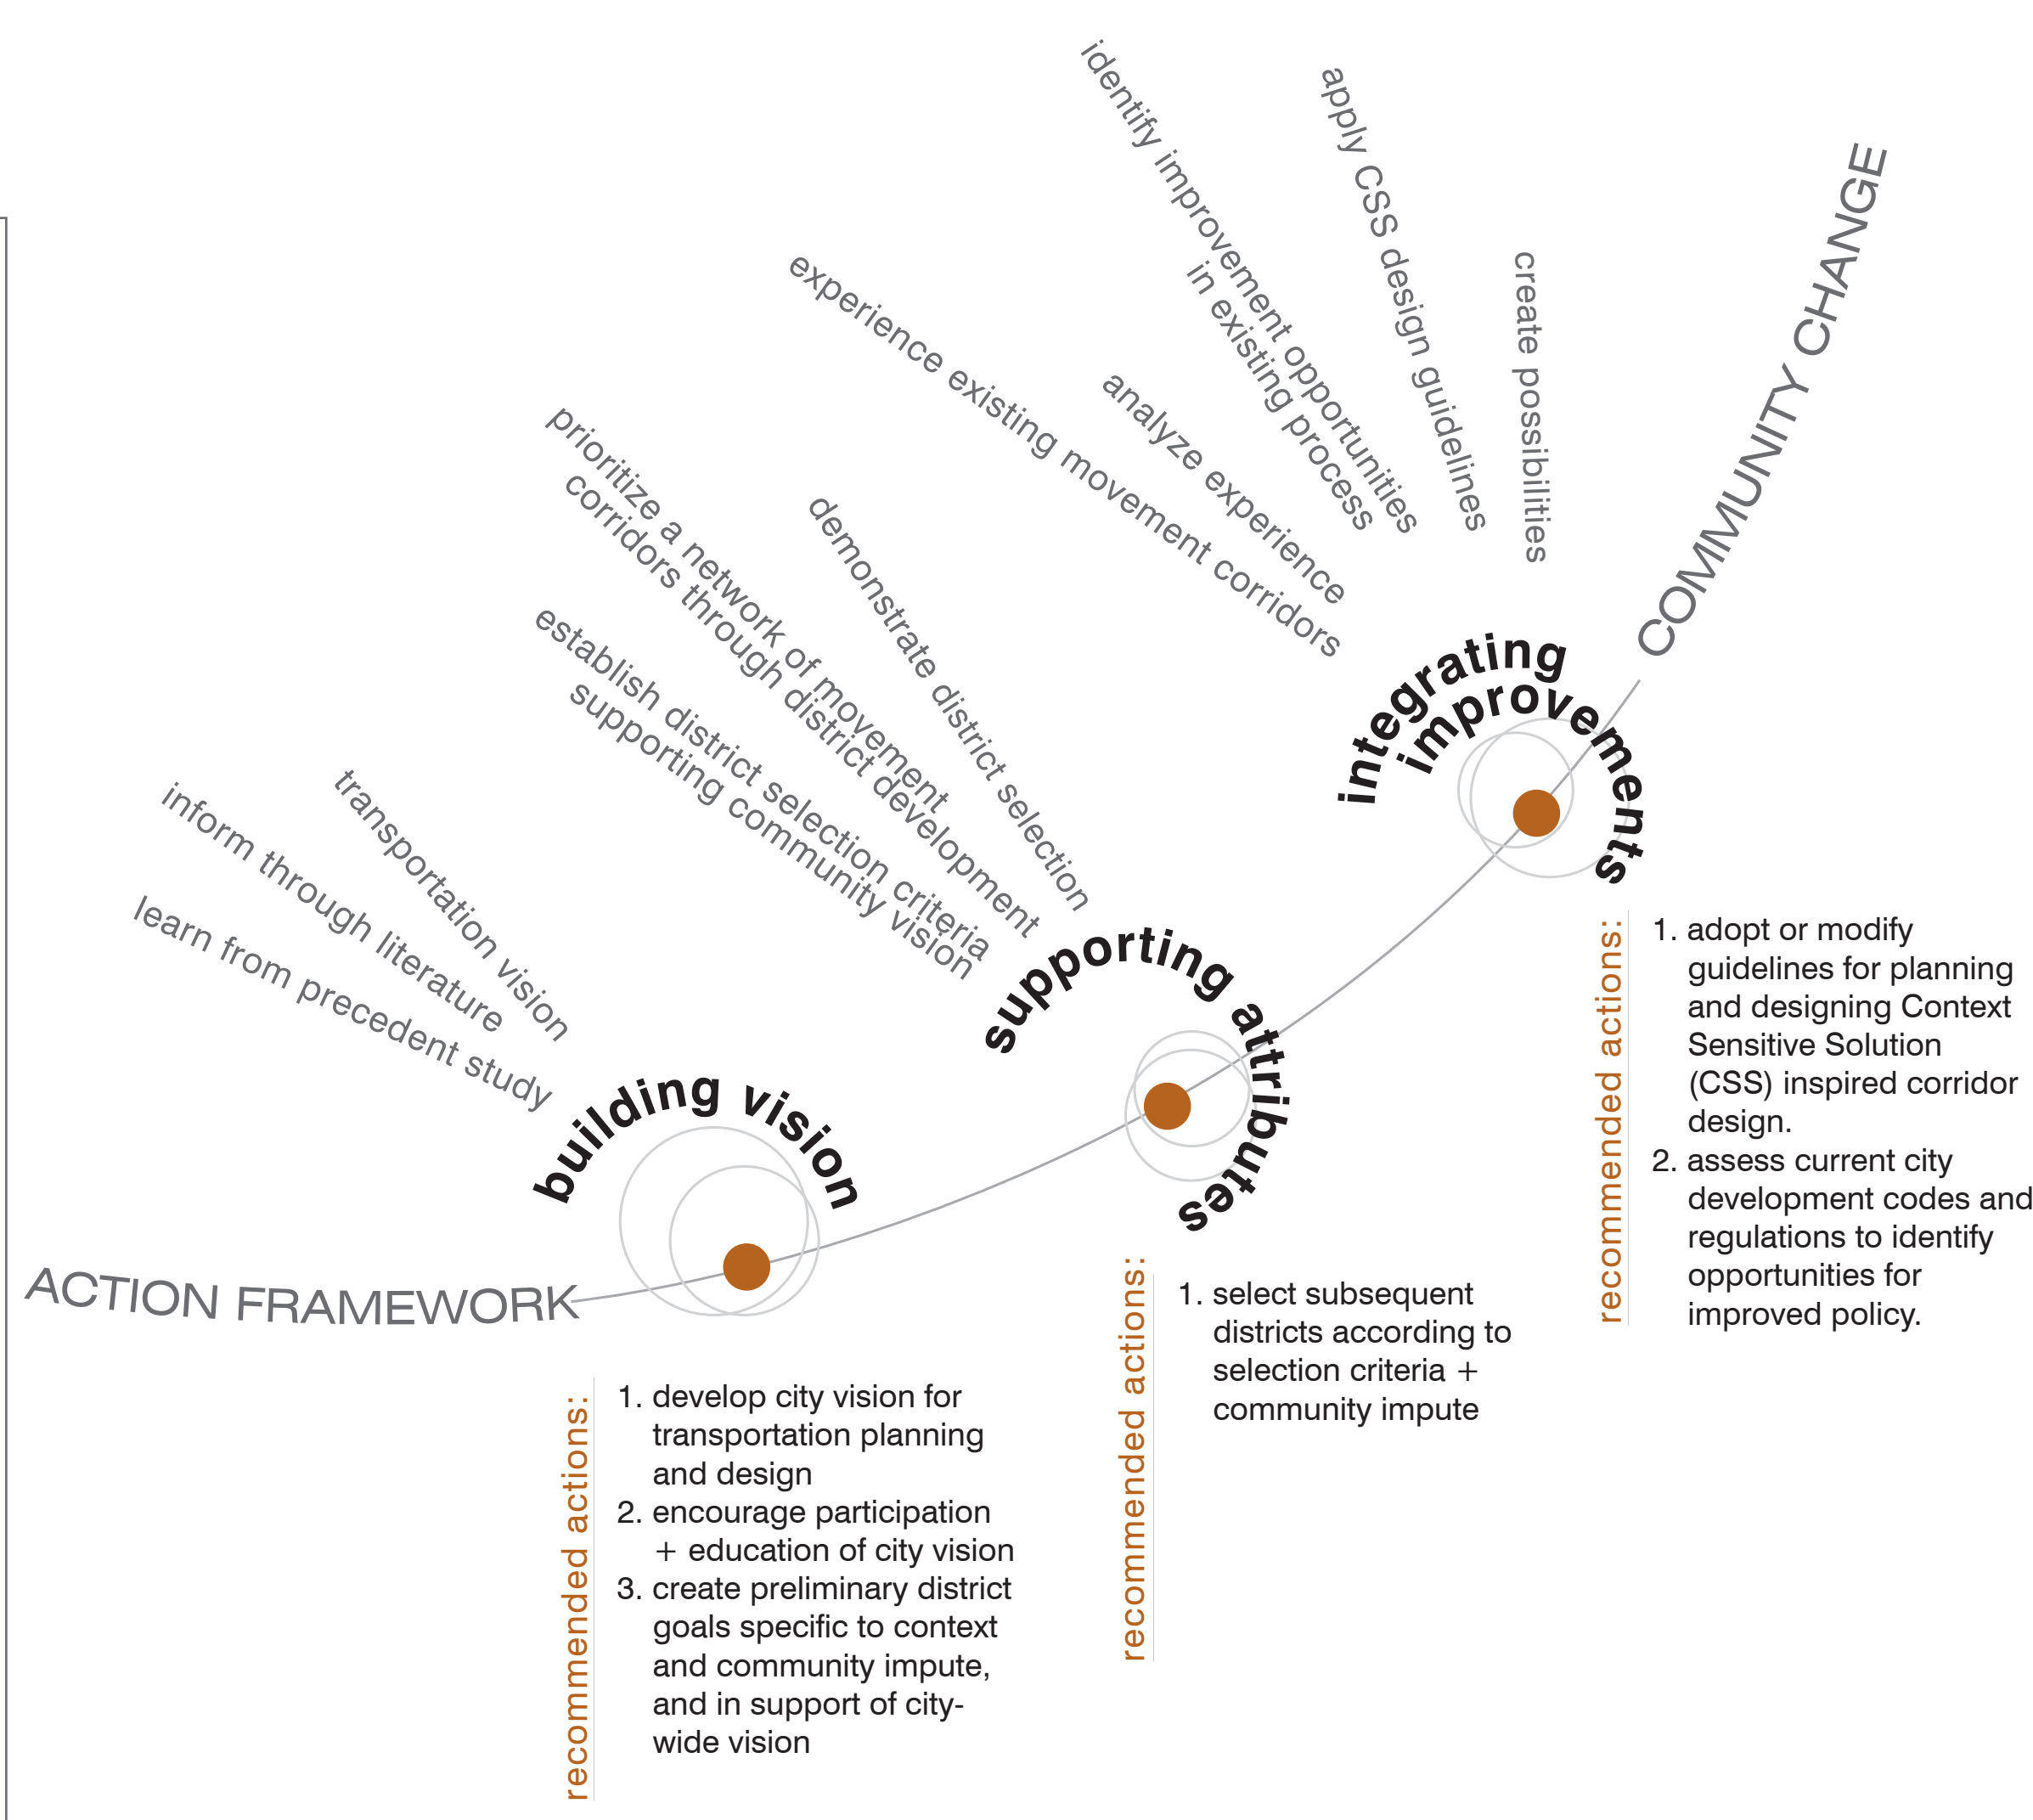 ACTION FRAMEWORK
learn from precedent study
inform through literature
transportation vision
building vision
recommended actions:
1. develop city vision for
transportation planning
and design
2. encourage participation
+ education of city vision
3. create preliminary district
goals specific to context
and community impute,
and in support of city-
wide vision
establish district selection criteria
supporting community vision
prioritize a network of movement
corridors through district development
demonstrate district selection
supporting attributes
recommended actions:
1. select subsequent
districts according to
selection criteria +
community impute
experience existing movement corridors
analyze experience
identify improvement opportunities
in existing process
apply CSS design guidelines
create possibilities
integrating
improvements
recommended actions:
1. adopt or modify
guidelines for planning
and designing Context
Sensitive Solution
(CSS) inspired corridor
design.
2. assess current city
development codes and
regulations to identify
opportunities for
improved policy.
COMMUNITY CHANGE